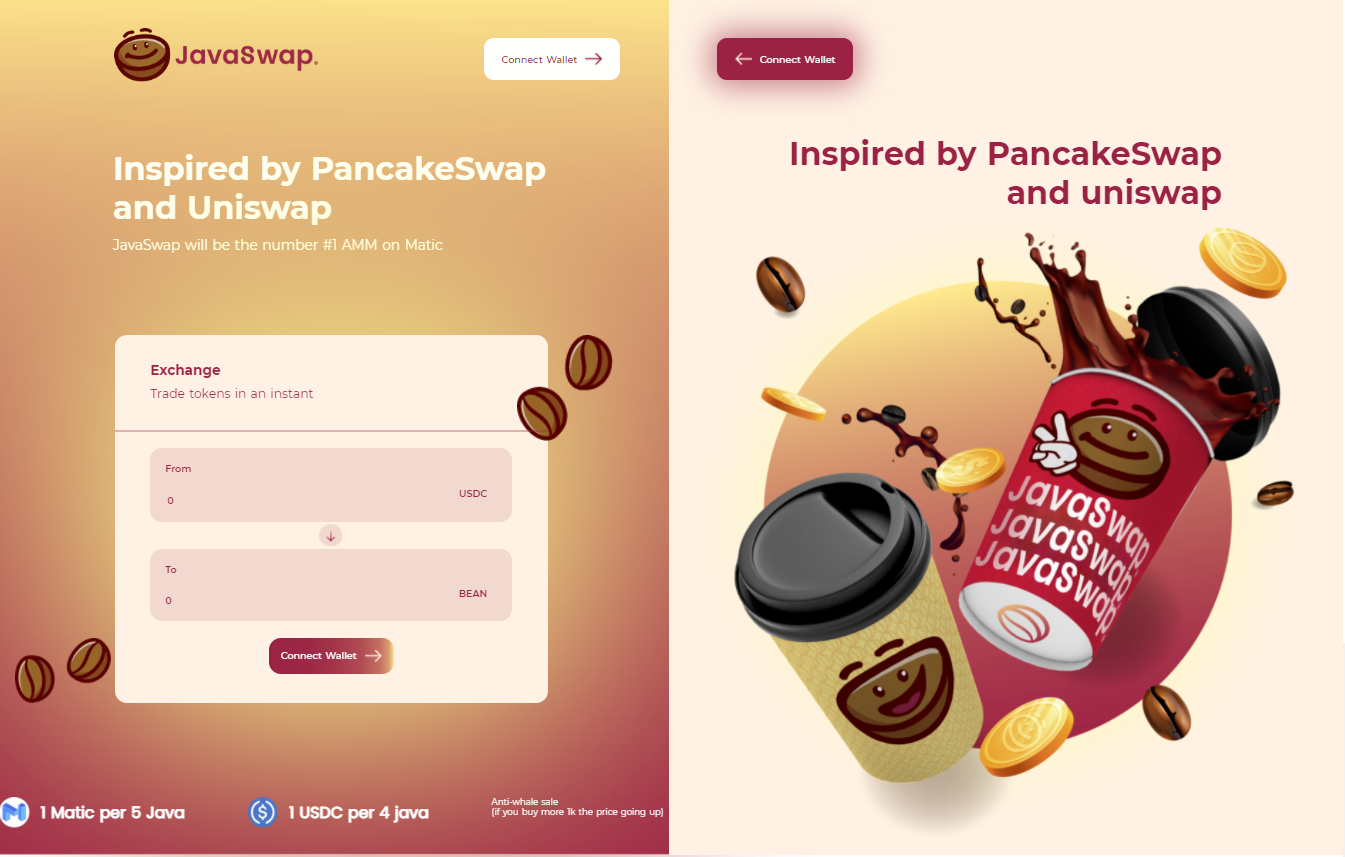 JavaSwap.
Connect Wallet
Inspired by PancakeSwap
and Uniswap
JavaSwap will be the number #1 AMM on Matic
Exchange
Trade tokens in an instant
From
0
USDC
To
0
BEAN
Connect Wallet
1 Matic per 5 Java
1 USDC per 4 java
Anti-whale sale
(if you buy more 1k the price going up)
Connect Wallet
Inspired by PancakeSwap
and uniswap
JavaSwap
JavaSwap
JavaSwap